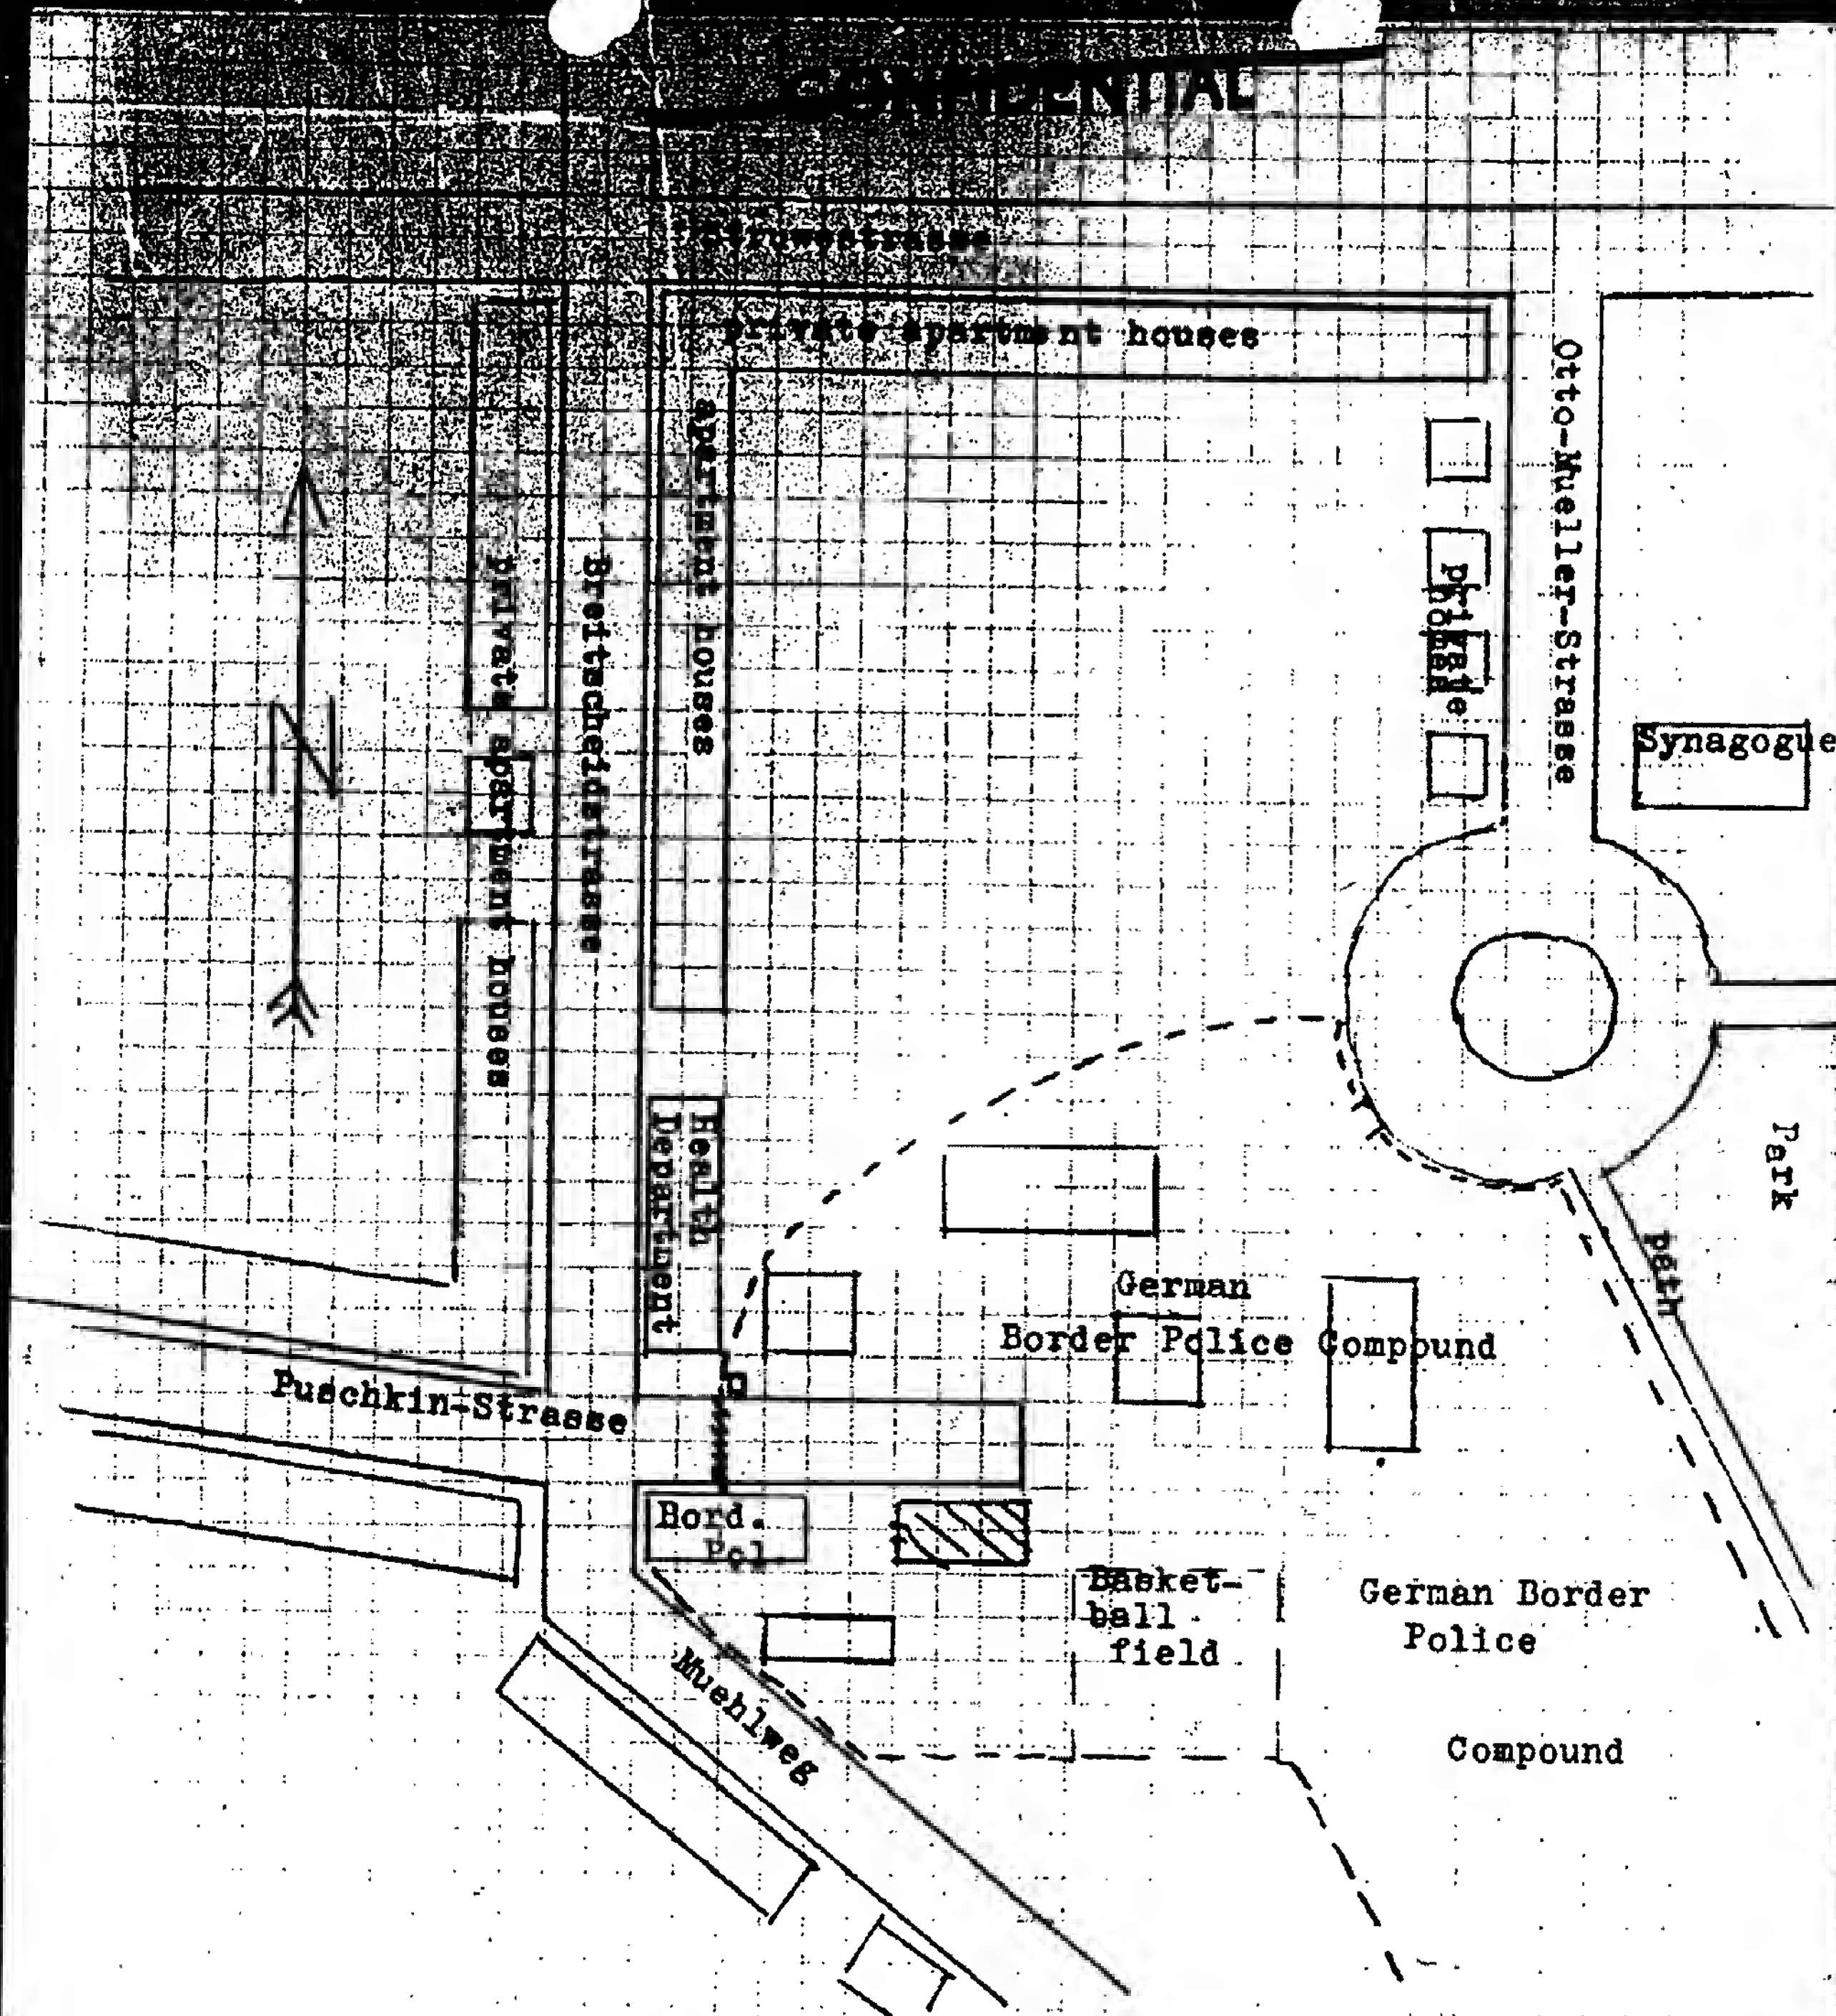 CONFIDENTIAL
private apartment houses
apartment houses
private apartment houses
Breitscheidstrasse
Otto-Mueller-Strasse
private
homes
Synagogue
N
Health
Department
Park
path
German
Border Police Compound
Puschkin-Strasse
Bord.
Pol.
Basket-
ball
field
German Border
Police
Compound
Muehlweg